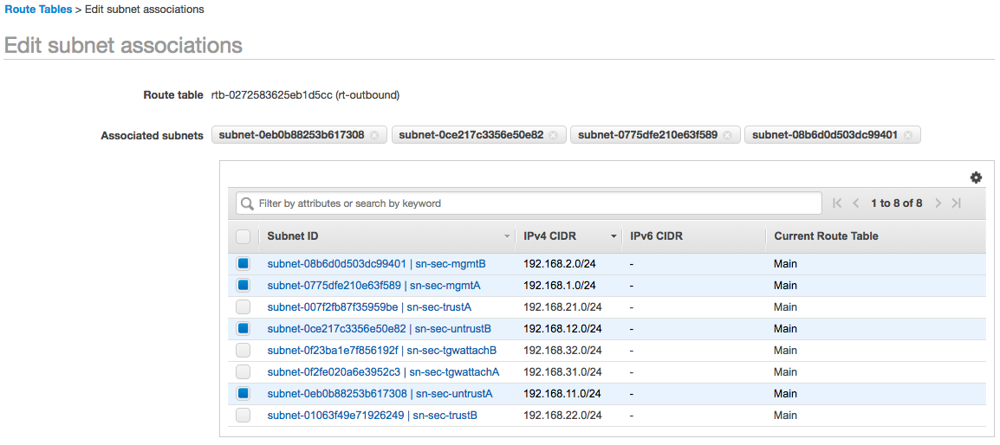 Route Tables > Edit subnet associations
Edit subnet associations
Route table rtb-0272583625eb1d5cc (rt-outbound)
Associated subnets subnet-0eb0b88253b617308 subnet-0ce217c3356e50e82 subnet-0775dfe210e63f589 subnet-08b6d0d503dc99401
Filter by attributes or search by keyword 1 to 8 of 8
Subnet ID IPv4 CIDR IPv6 CIDR Current Route Table
subnet-08b6d0d503dc99401 | sn-sec-mgmtB 192.168.2.0/24 - Main
subnet-0775dfe210e63f589 | sn-sec-mgmtA 192.168.1.0/24 - Main
subnet-007f2fb87f35959be | sn-sec-trustA 192.168.21.0/24 - Main
subnet-0ce217c3356e50e82 | sn-sec-untrustB 192.168.12.0/24 - Main
subnet-0f23ba1e7f856192f | sn-sec-tgwattachB 192.168.32.0/24 - Main
subnet-0f2fe020a6e3952c3 | sn-sec-tgwattachA 192.168.31.0/24 - Main
subnet-0eb0b88253b617308 | sn-sec-untrustA 192.168.11.0/24 - Main
subnet-01063f49e71926249 | sn-sec-trustB 192.168.22.0/24 - Main